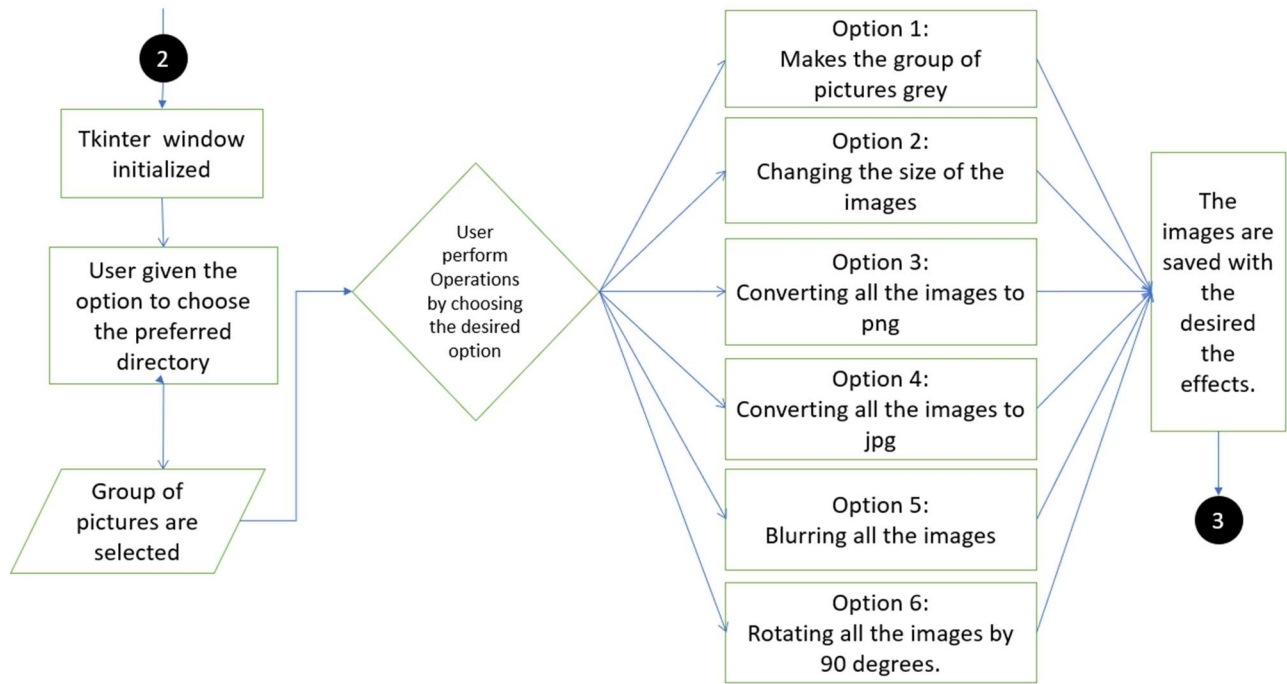 2
Tkinter window
initialized
User given the
option to choose
the preferred
directory
Group of
pictures are
selected
User
perform
Operations
by choosing
the desired
option
Option 1:
Makes the group of
pictures grey
Option 2:
Changing the size of the
images
Option 3:
Converting all the images to
png
Option 4:
Converting all the images to
jpg
Option 5:
Blurring all the images
Option 6:
Rotating all the images by
90 degrees.
The
images are
saved with
the
desired
the
effects.
3